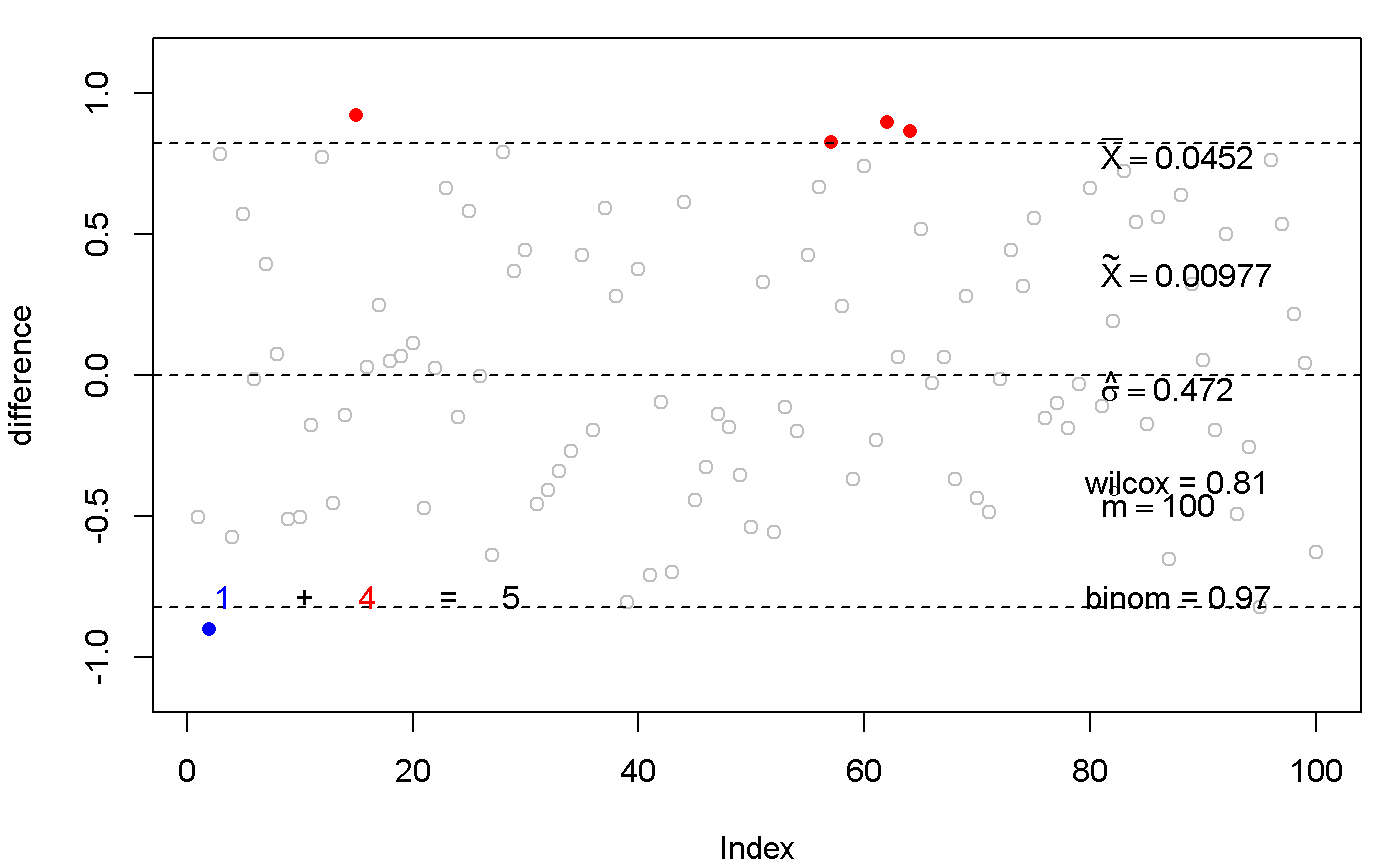 1.0
0.5
0.0
-0.5
-1.0
difference
X̅ = 0.0452
X̃ = 0.00977
σ̂ = 0.472
wilcox = 0.81
m̊ = 100
1 + 4 = 5
binom = 0.97
0 20 40 60 80 100
Index